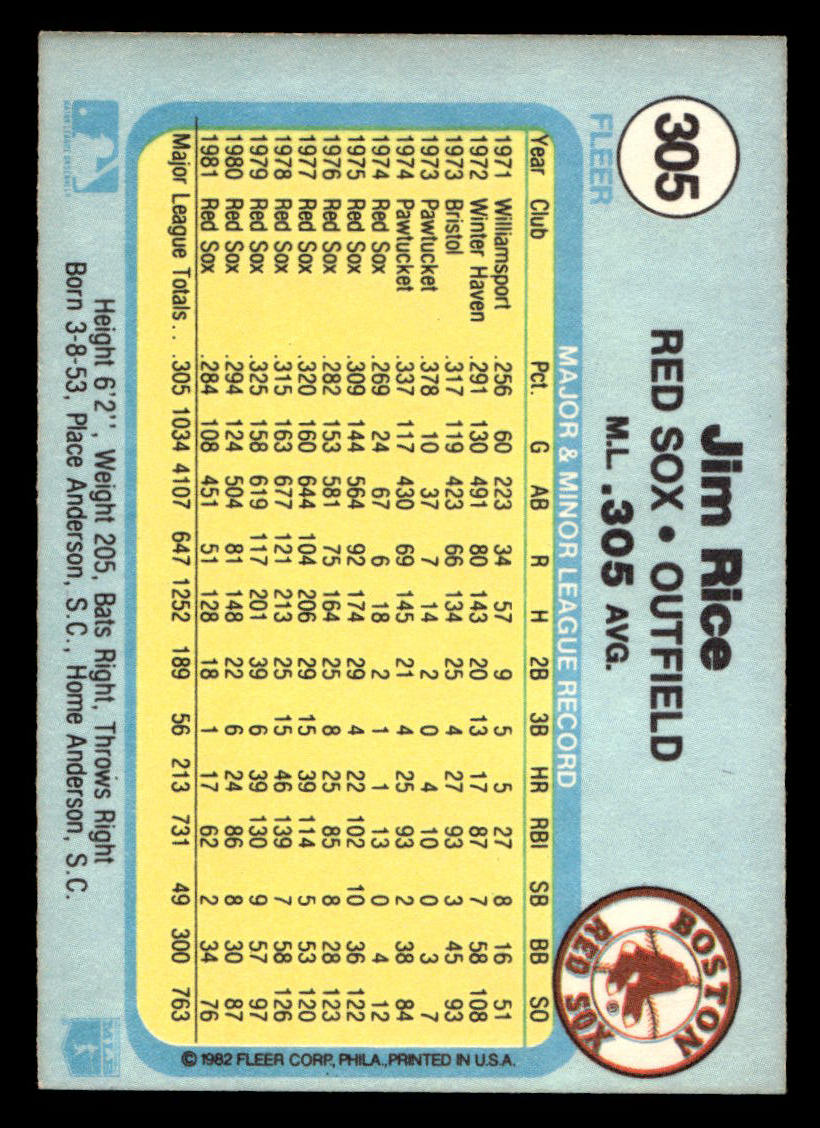 305
FLEER
Jim Rice
RED SOX • OUTFIELD
M.L. .305 AVG.
BOSTON
RED SOX
®
MAJOR & MINOR LEAGUE RECORD
Year Club Pct. G AB R H 2B 3B HR RBI SB BB SO
1971 Williamsport .256 60 223 34 57 9 5 5 27 8 16 51
1972 Winter Haven .291 130 491 80 143 20 13 17 87 7 58 108
1973 Bristol .317 119 423 66 134 25 4 27 93 3 45 93
1973 Pawtucket .378 10 37 7 14 2 0 4 10 0 3 7
1974 Pawtucket .337 117 430 69 145 21 4 25 93 2 38 84
1974 Red Sox .269 24 67 6 18 2 1 1 13 0 4 12
1975 Red Sox .309 144 564 92 174 29 4 22 102 10 36 122
1976 Red Sox .282 153 581 75 164 25 8 25 85 8 28 123
1977 Red Sox .320 160 644 104 206 29 15 39 114 5 53 120
1978 Red Sox .315 163 677 121 213 25 15 46 139 7 58 126
1979 Red Sox .325 158 619 117 201 39 6 39 130 9 57 97
1980 Red Sox .294 124 504 81 148 22 6 24 86 8 30 87
1981 Red Sox .284 108 451 51 128 18 1 17 62 2 34 76
Major League Totals. . .305 1034 4107 647 1252 189 56 213 731 49 300 763
© 1982 FLEER CORP., PHILA., PRINTED IN U.S.A.
MAJOR LEAGUE BASEBALL
Height 6'2'', Weight 205, Bats Right, Throws Right
Born 3-8-53, Place Anderson, S.C., Home Anderson, S.C.